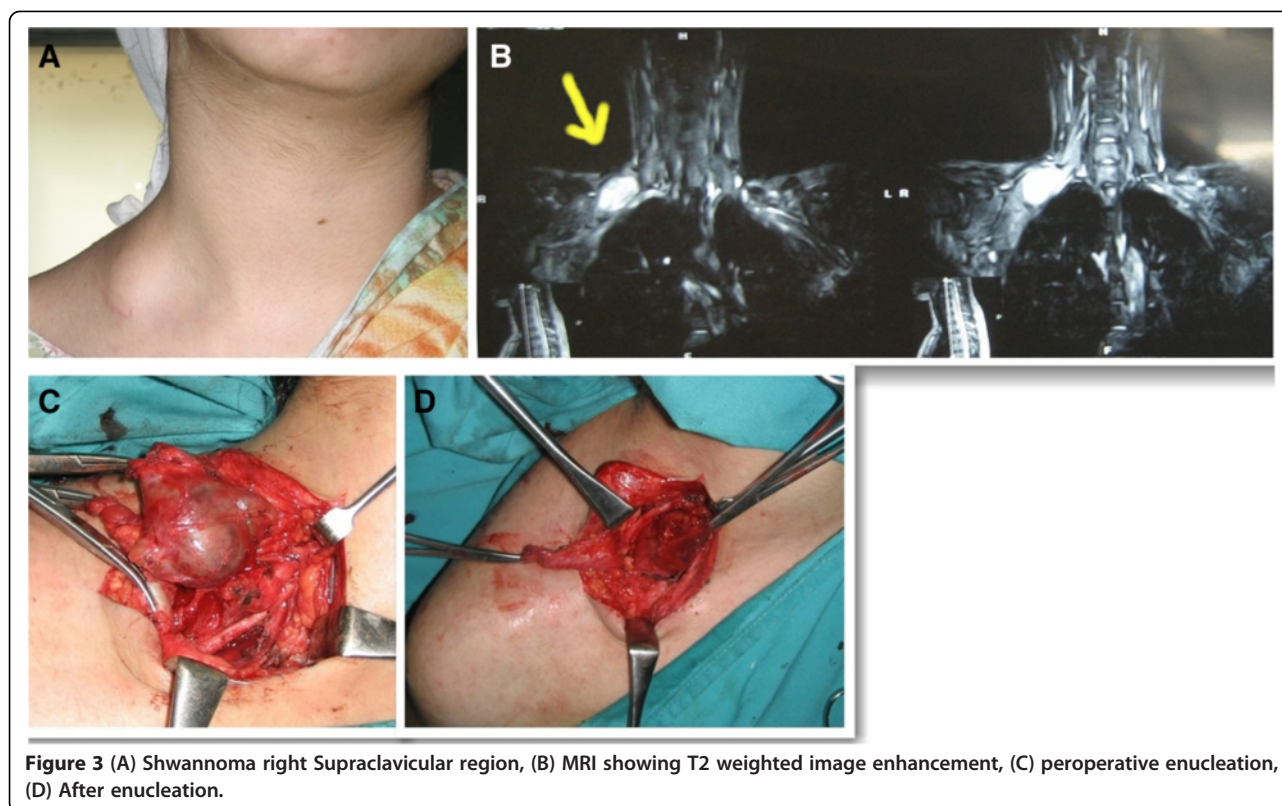 A
B
H
H
R
L R
F
C
D
Figure 3 (A) Shwannoma right Supraclavicular region, (B) MRI showing T2 weighted image enhancement, (C) peroperative enucleation,
(D) After enucleation.